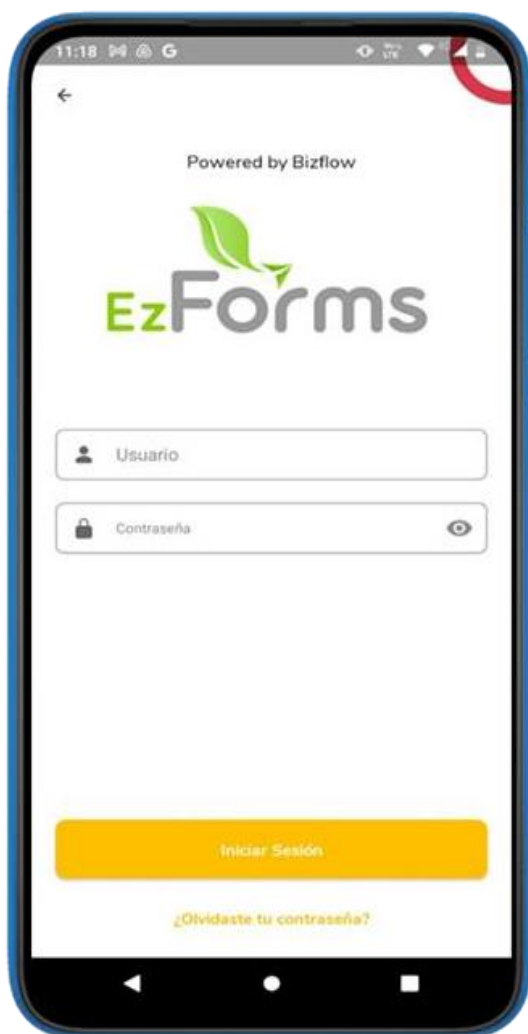 11:18 G
Powered by Bizflow
EzForms
Usuario
Contraseña
Iniciar Sesión
¿Olvidaste tu contraseña?